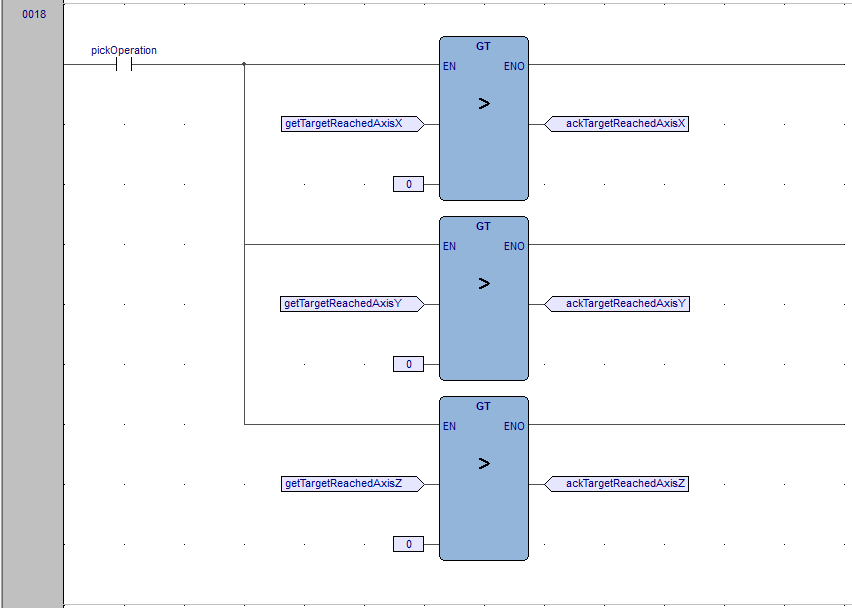 0018
pickOperation
GT
EN ENO
>
getTargetReachedAxisX ackTargetReachedAxisX
0
GT
EN ENO
>
getTargetReachedAxisY ackTargetReachedAxisY
0
GT
EN ENO
>
getTargetReachedAxisZ ackTargetReachedAxisZ
0